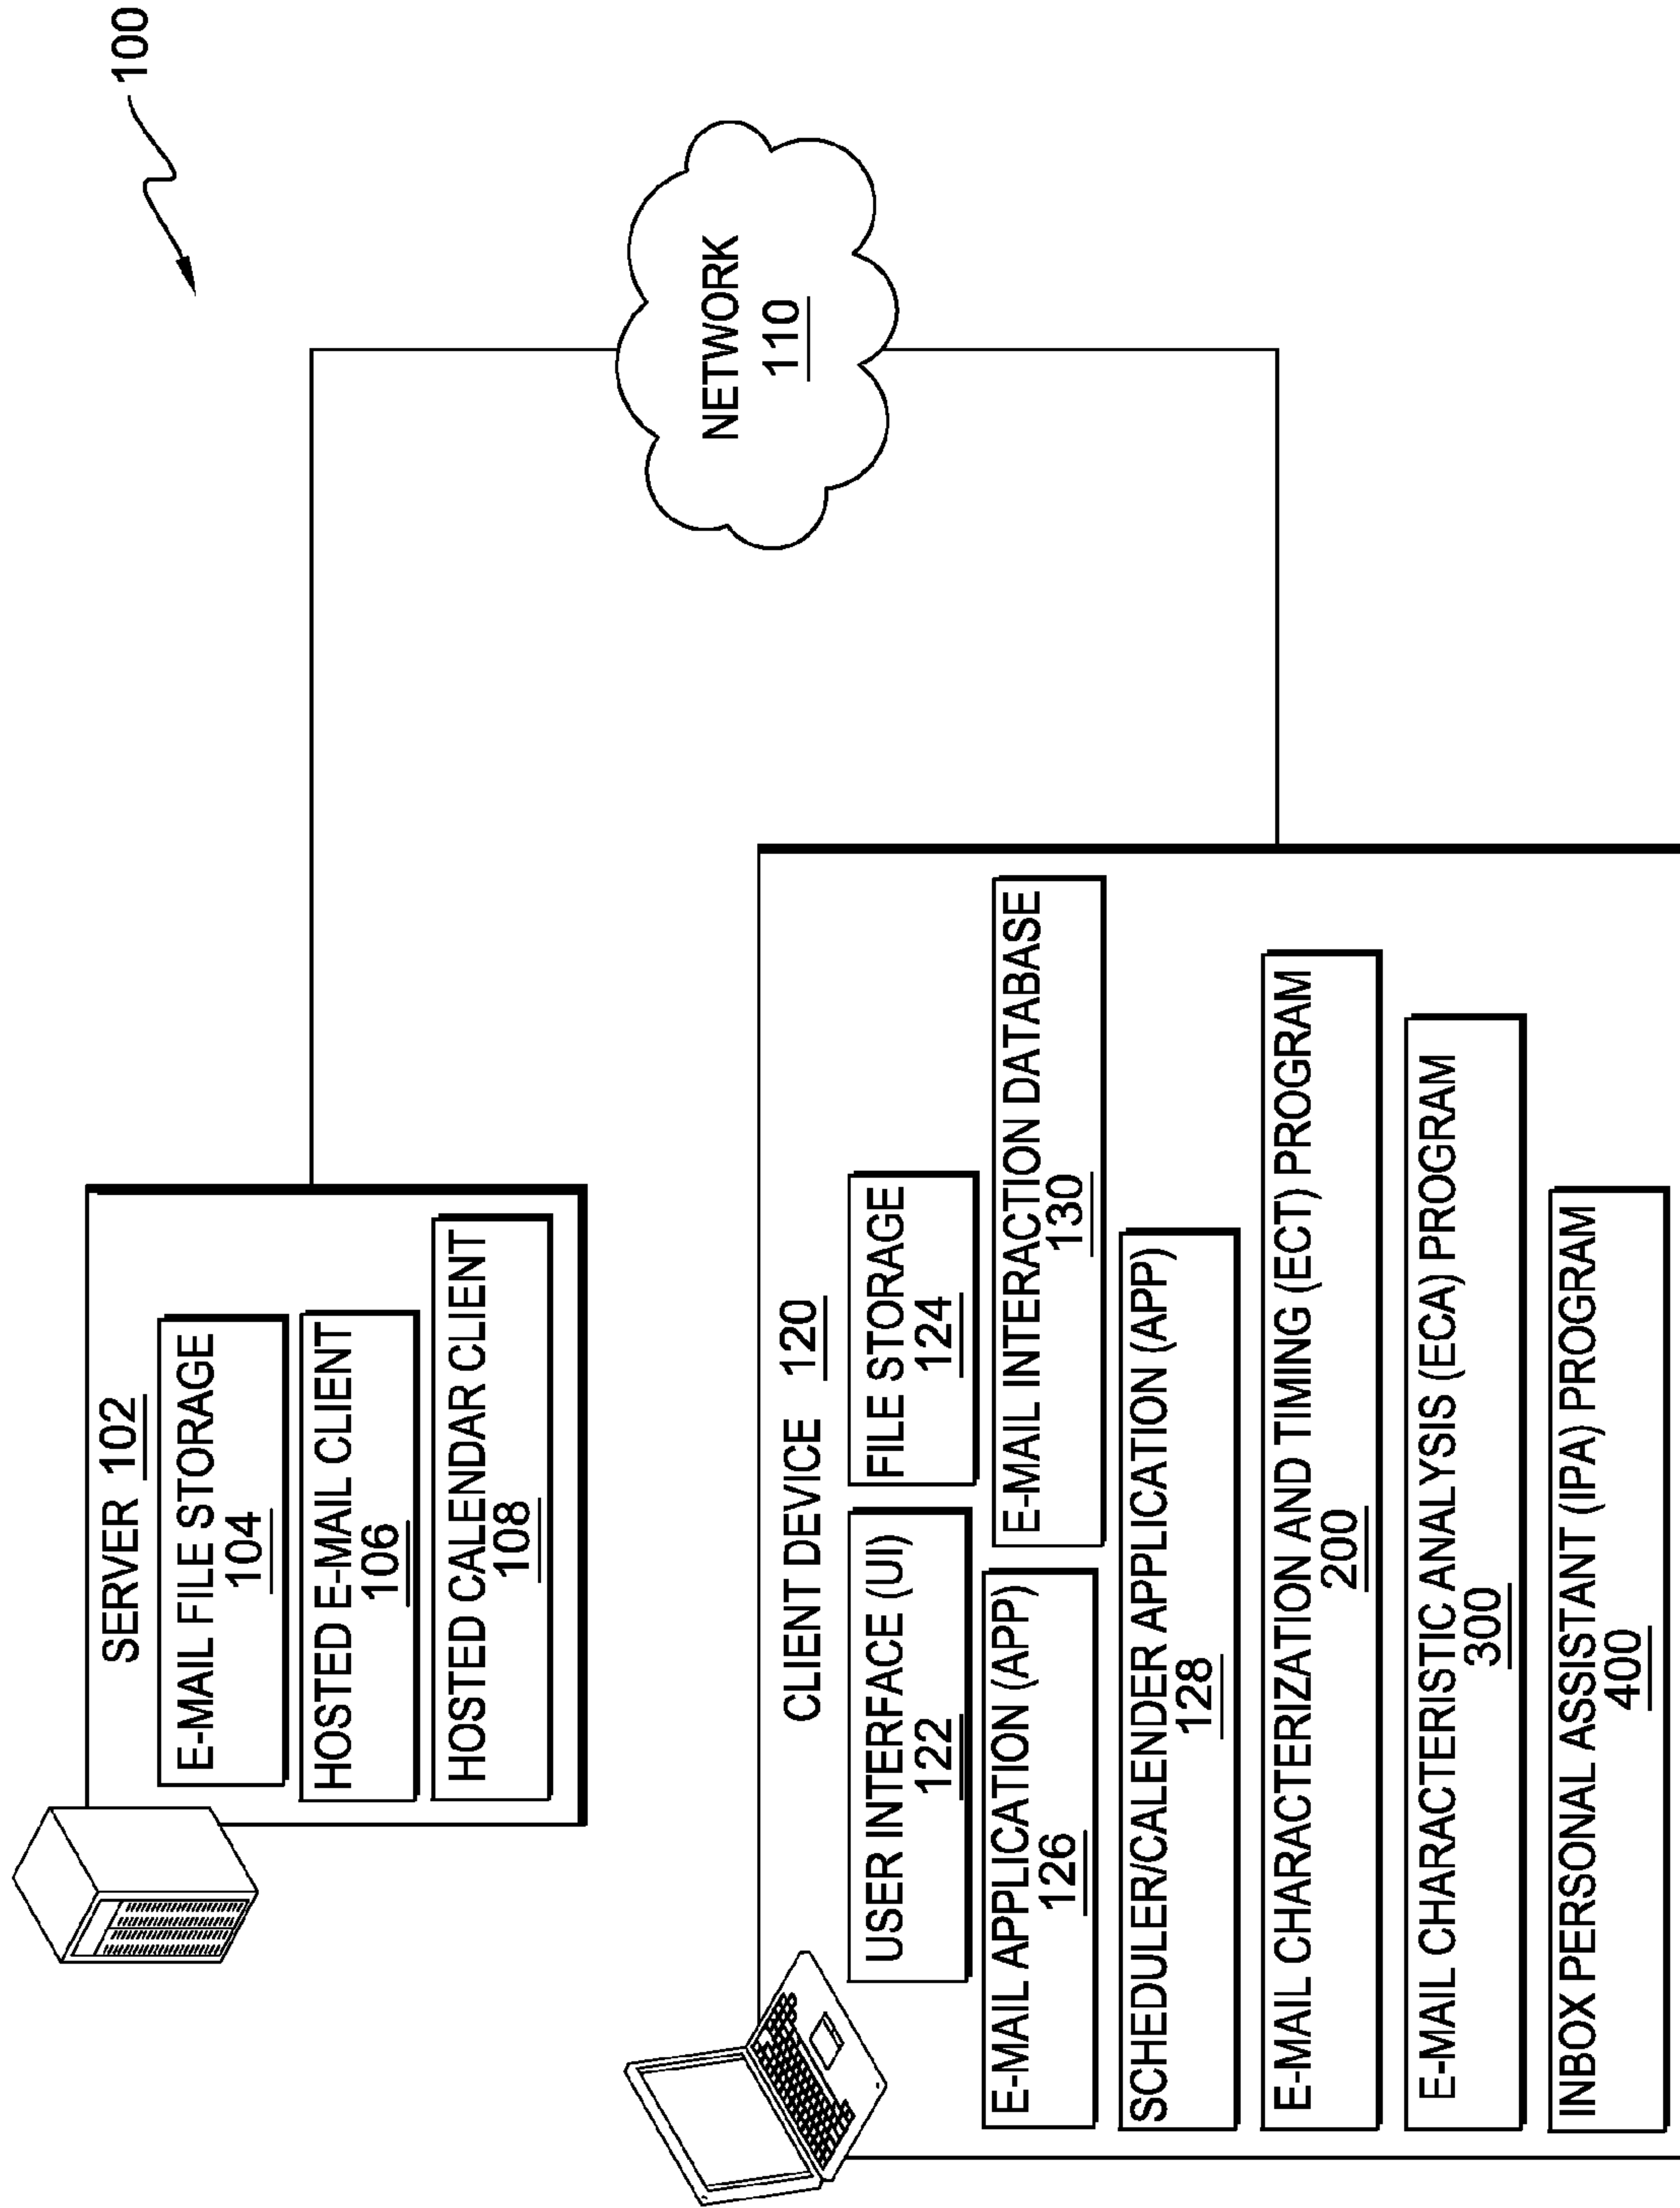 100
SERVER 102
E-MAIL FILE STORAGE
104
HOSTED E-MAIL CLIENT
106
HOSTED CALENDAR CLIENT
108
NETWORK
110
CLIENT DEVICE 120
USER INTERFACE (UI)
122
FILE STORAGE
124
E-MAIL APPLICATION (APP)
126
E-MAIL INTERACTION DATABASE
130
SCHEDULER/CALENDER APPLICATION (APP)
128
E-MAIL CHARACTERIZATION AND TIMING (ECT) PROGRAM
200
E-MAIL CHARACTERISTIC ANALYSIS (ECA) PROGRAM
300
INBOX PERSONAL ASSISTANT (IPA) PROGRAM
400